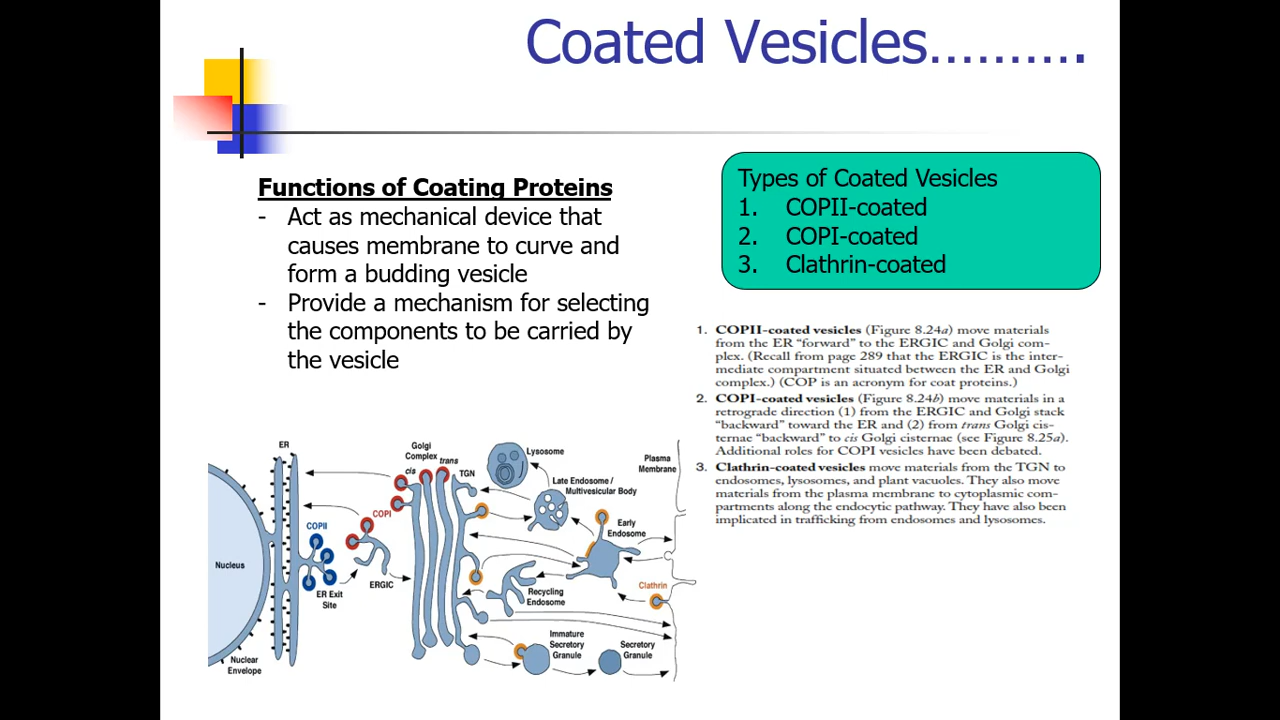 Coated Vesicles……….
Functions of Coating Proteins
- Act as mechanical device that
causes membrane to curve and
form a budding vesicle
- Provide a mechanism for selecting
the components to be carried by
the vesicle
Types of Coated Vesicles
1. COPII-coated
2. COPI-coated
3. Clathrin-coated
1. COPII-coated vesicles (Figure 8.24a) move materials
from the ER “forward” to the ERGIC and Golgi com-
plex. (Recall from page 289 that the ERGIC is the inter-
mediate compartment situated between the ER and Golgi
complex.) (COP is an acronym for coat proteins.)
2. COPI-coated vesicles (Figure 8.24b) move materials in a
retrograde direction (1) from the ERGIC and Golgi stack
“backward” toward the ER and (2) from trans Golgi cis-
ternae “backward” to cis Golgi cisternae (see Figure 8.25a).
Additional roles for COPI vesicles have been debated.
3. Clathrin-coated vesicles move materials from the TGN to
endosomes, lysosomes, and plant vacuoles. They also move
materials from the plasma membrane to cytoplasmic com-
partments along the endocytic pathway. They have also been
implicated in trafficking from endosomes and lysosomes.
ER
Golgi
Complex
cis
trans
TGN
Lysosome
Late Endosome /
Multivesicular Body
Plasma
Membrane
COPI
COPII
Early
Endosome
Nucleus
ERGIC
ER Exit
Site
Clathrin
Recycling
Endosome
Immature
Secretory
Granule
Secretory
Granule
Nuclear
Envelope